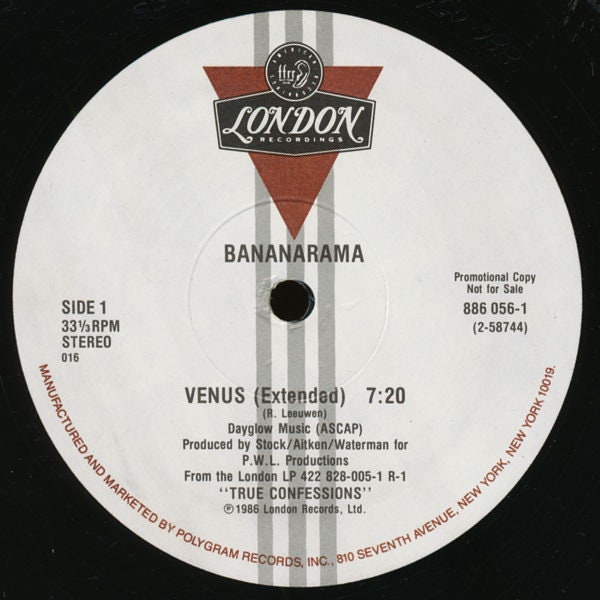 ffrr
LONDON
RECORDINGS
BANANARAMA
Promotional Copy
Not for Sale
886 056-1
(2-58744)
SIDE 1
33⅓ RPM
STEREO
016
VENUS (Extended) 7:20
(R. Leeuwen)
Dayglow Music (ASCAP)
Produced by Stock/Aitken/Waterman for
P.W.L. Productions
From the London LP 422 828-005-1 R-1
"TRUE CONFESSIONS"
℗1986 London Records, Ltd.
MANUFACTURED AND MARKETED BY POLYGRAM RECORDS, INC., 810 SEVENTH AVENUE, NEW YORK, NEW YORK 10019.